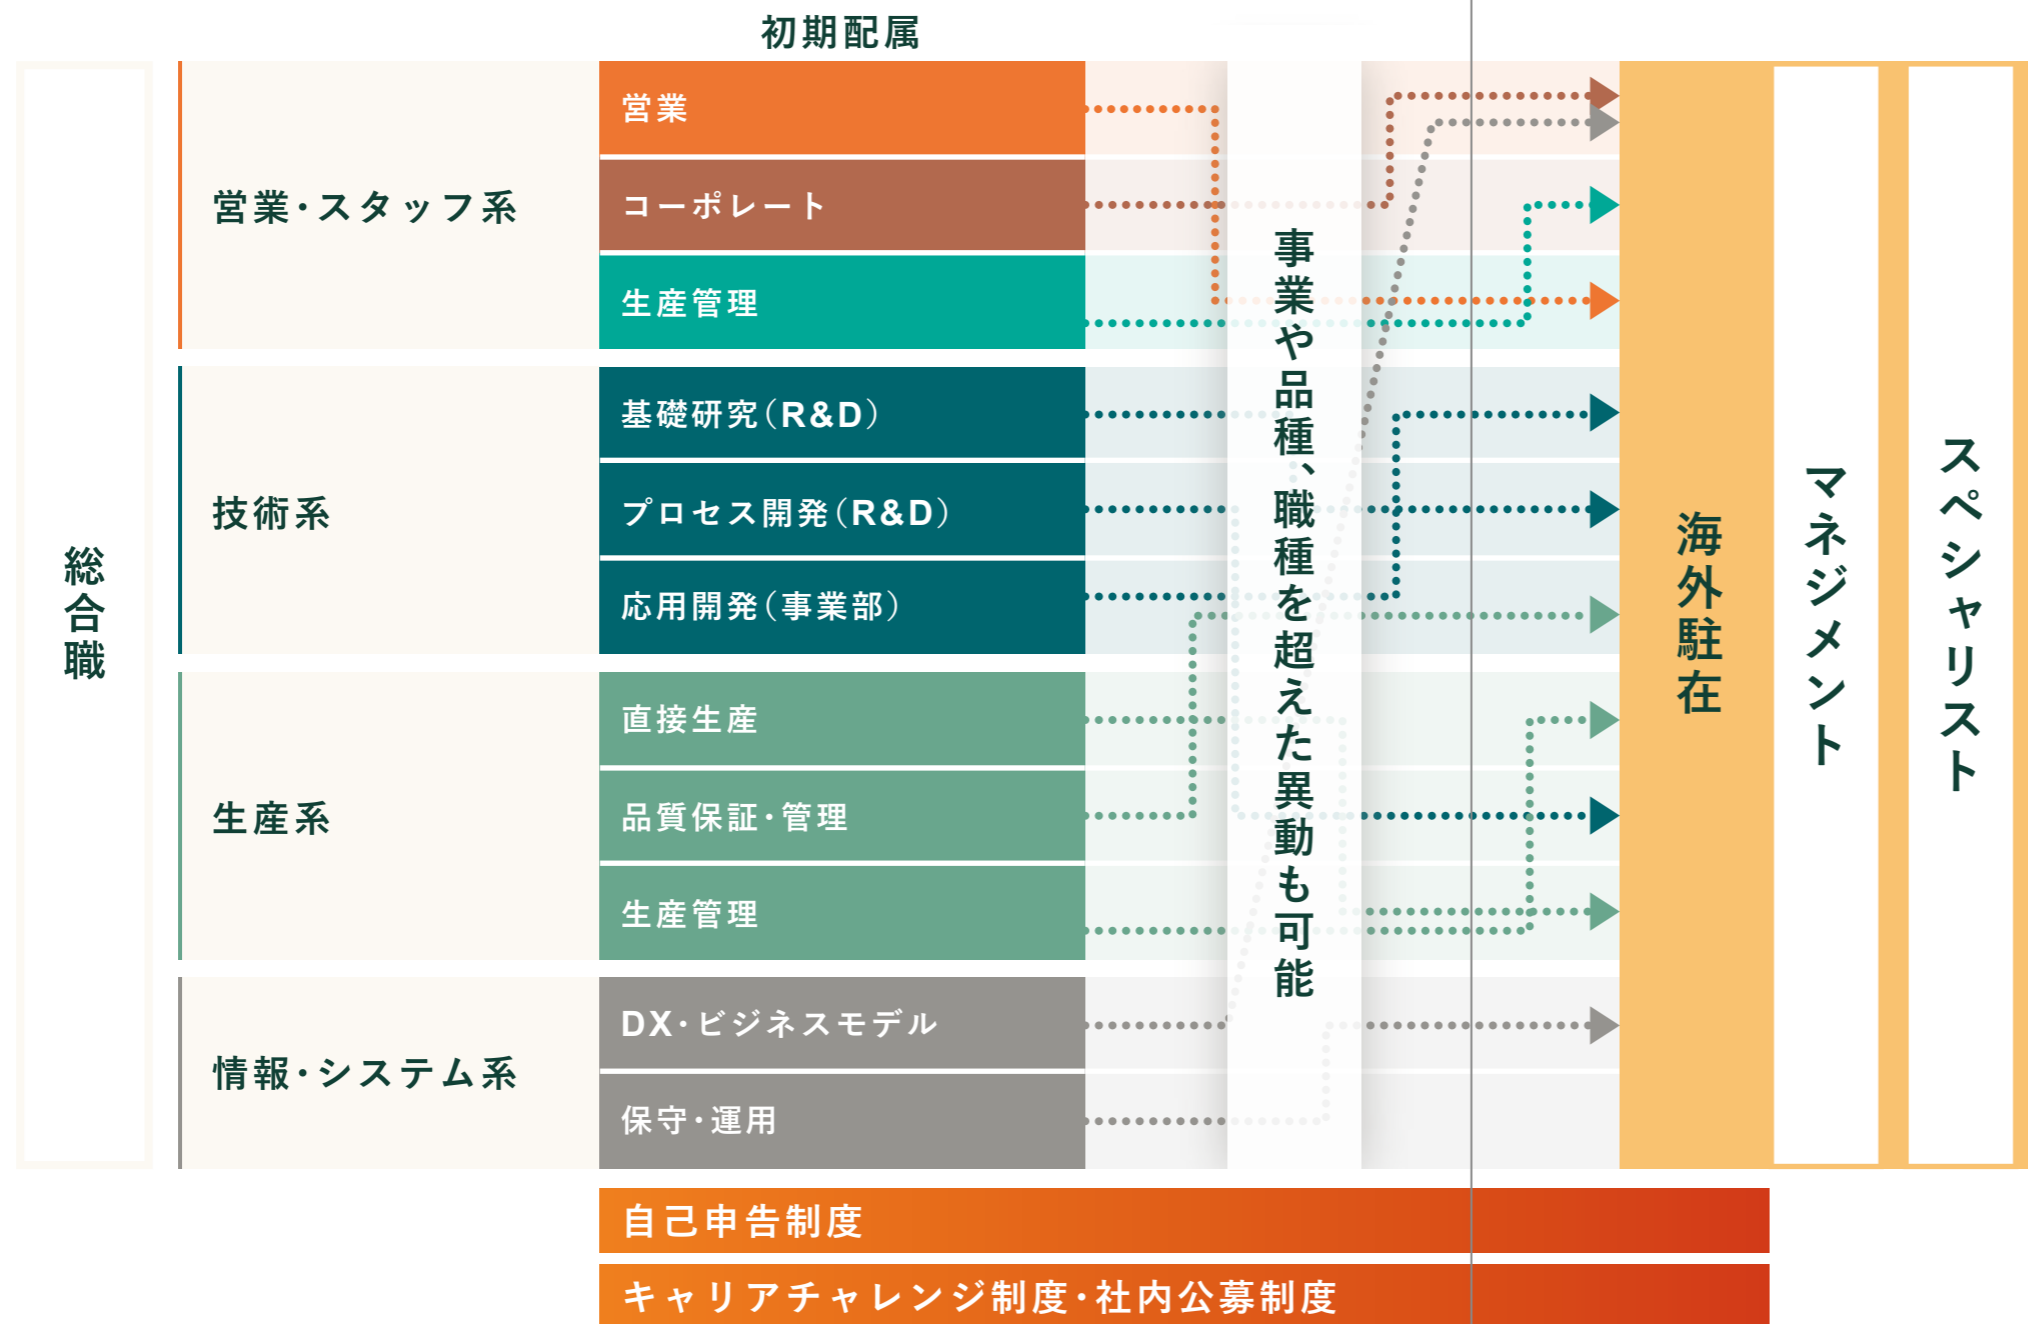 初期配属
総合職
営業・スタッフ系
営業
コーポレート
生産管理
技術系
基礎研究（R&D）
プロセス開発（R&D）
応用開発（事業部）
生産系
直接生産
品質保証・管理
生産管理
情報・システム系
DX・ビジネスモデル
保守・運用
事業や品種、職種を超えた異動も可能
海外駐在
マネジメント
スペシャリスト
自己申告制度
キャリアチャレンジ制度・社内公募制度